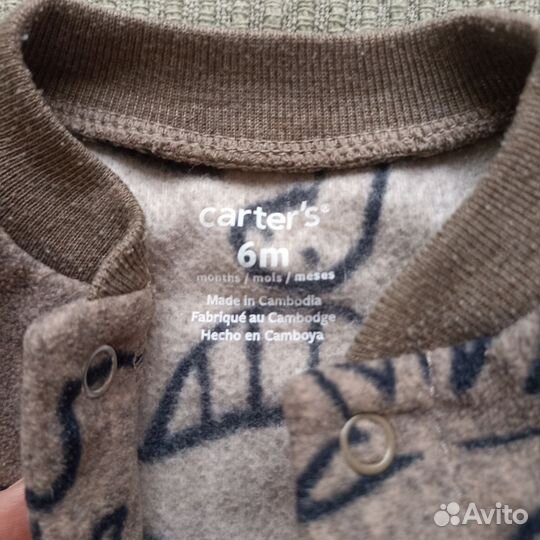 carter's®
6m
months / mois / meses
Made in Cambodia
Fabriqué au Cambodge
Hecho en Camboya
Avito